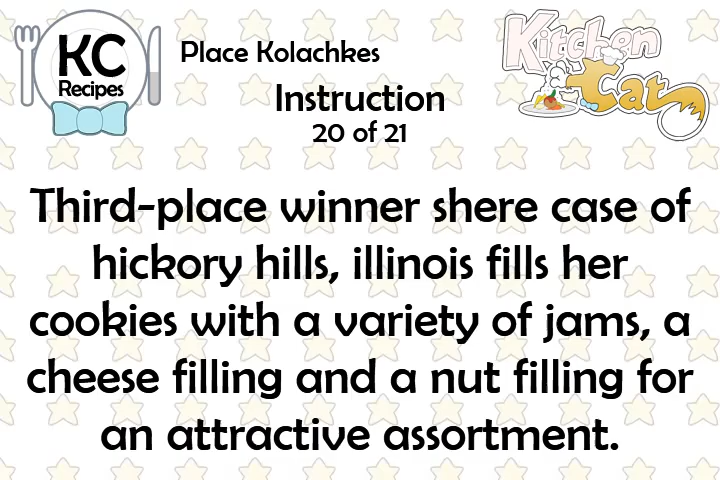 KC
Recipes
Place Kolachkes
Kitchen
Cat
Instruction
20 of 21
Third-place winner shere case of
hickory hills, illinois fills her
cookies with a variety of jams, a
cheese filling and a nut filling for
an attractive assortment.